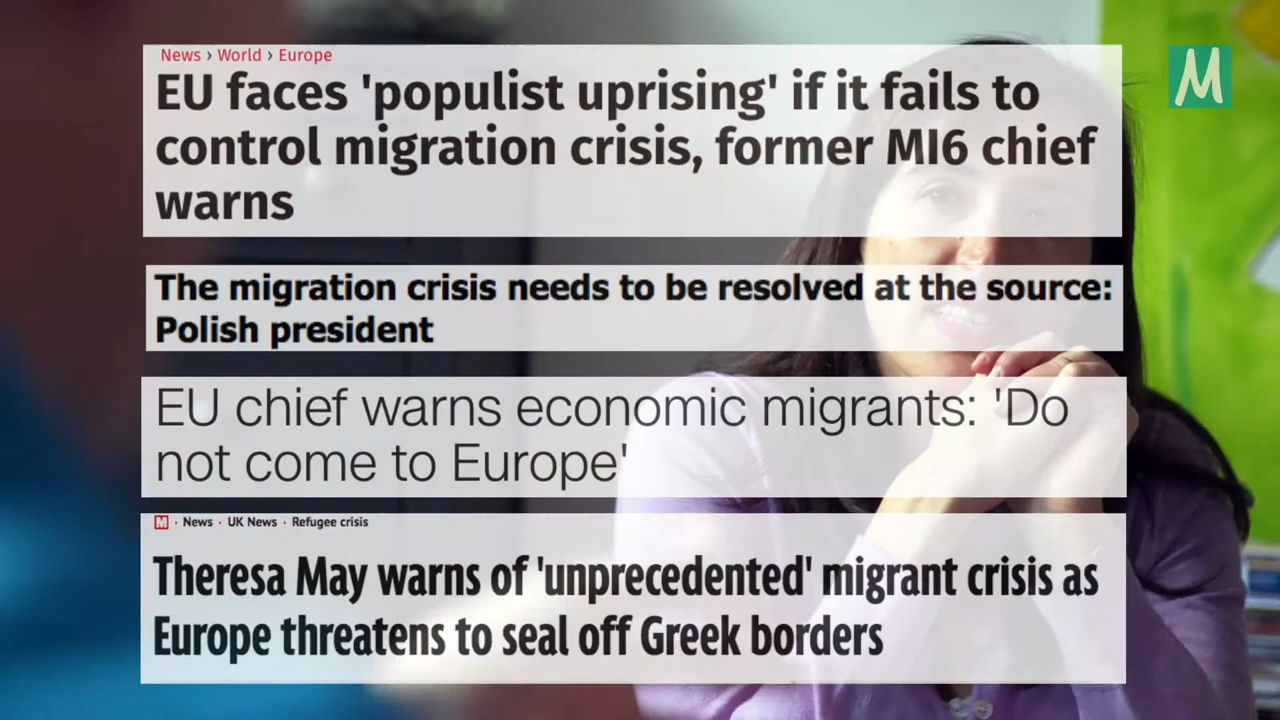 News › World › Europe
EU faces 'populist uprising' if it fails to
control migration crisis, former MI6 chief
warns
The migration crisis needs to be resolved at the source:
Polish president
EU chief warns economic migrants: 'Do
not come to Europe'
M · News · UK News · Refugee crisis
Theresa May warns of 'unprecedented' migrant crisis as
Europe threatens to seal off Greek borders
M